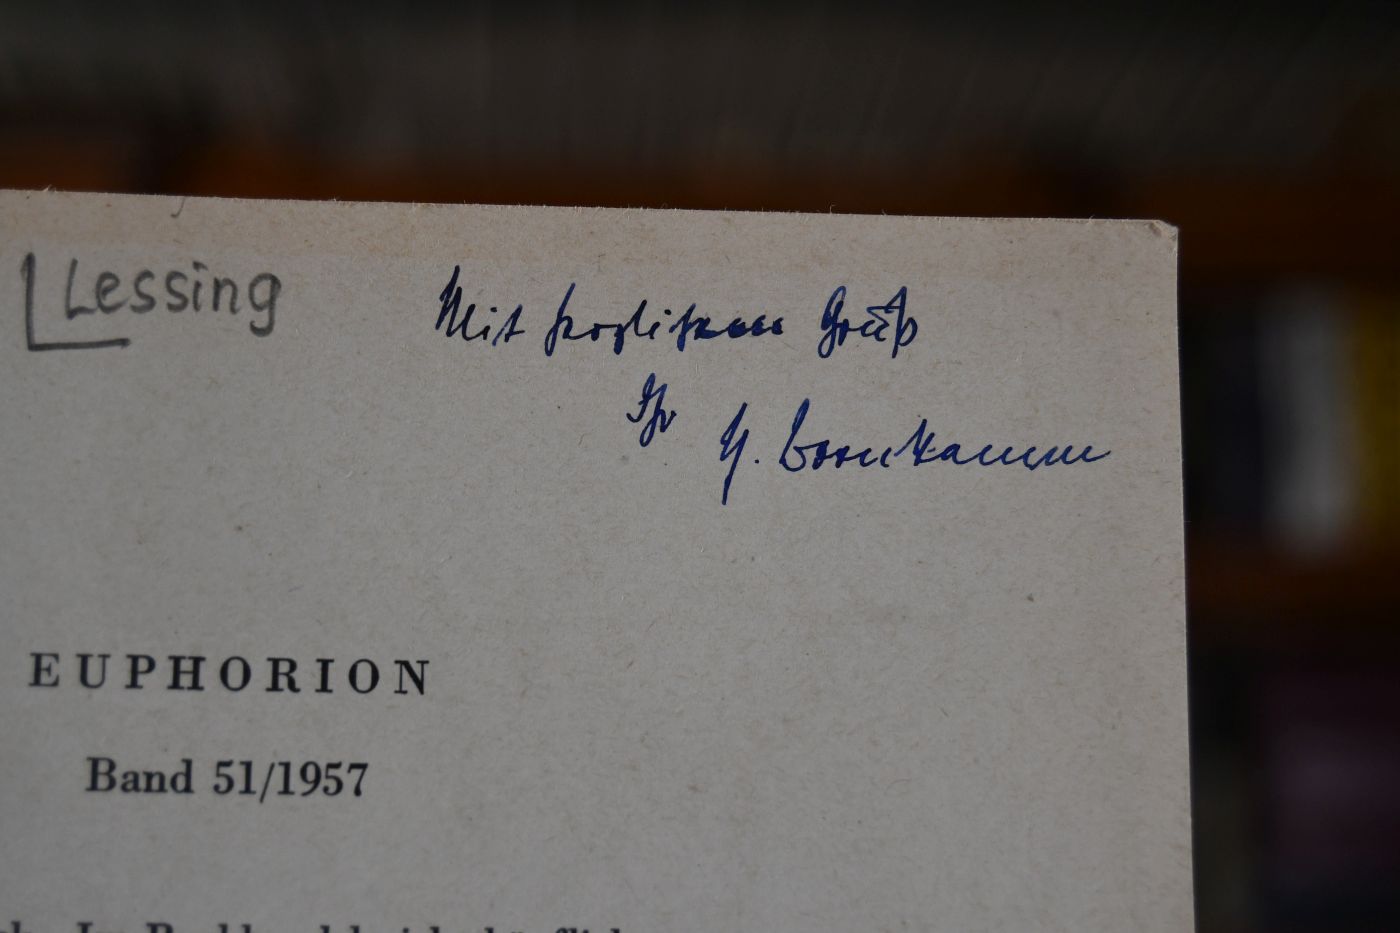 Lessing
Mit herzlichem Gruß
Ihr
H. Bornkamm
EUPHORION
Band 51/1957